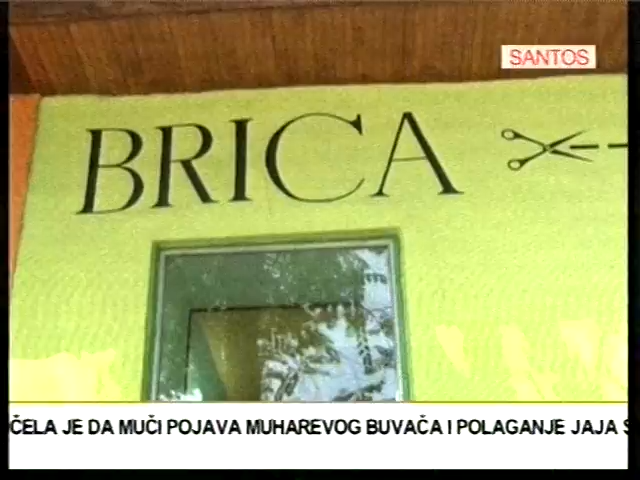 SANTOS
BRICA
ČELA JE DA MUČI POJAVA MUHAREVOG BUVAČA I POLAGANJE JAJA S